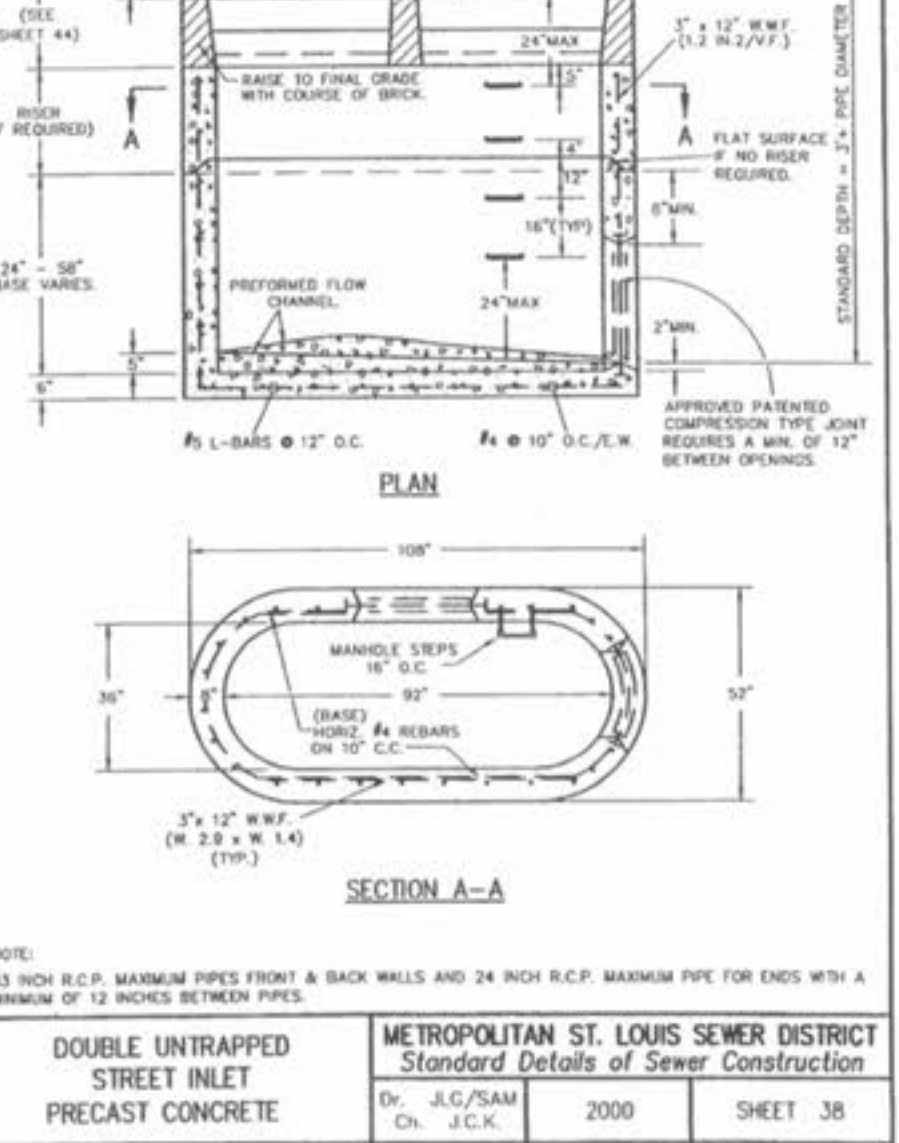 (SEE
SHEET 44)
24"MAX
3" x 12" W.W.F.
(1.2 IN.2/V.F.)
5"
RAISE TO FINAL GRADE
WITH COURSE OF BRICK.
RISER
REQUIRED)
A
A
4"
FLAT SURFACE
IF NO RISER
REQUIRED.
12"
16"(TYP)
STANDARD DEPTH = 3'+ PIPE DIAMETER
24" - 58"
BASE VARIES.
PREFORMED FLOW
CHANNEL.
24"MAX
2"MIN.
5"
6"
APPROVED PATENTED
COMPRESSION TYPE JOINT
REQUIRES A MIN. OF 12"
BETWEEN OPENINGS.
#5 L-BARS @ 12" O.C.
#4 @ 10" O.C./E.W.
PLAN
108"
MANHOLE STEPS
16" O.C.
36"
8"
92"
52"
(BASE)
HORIZ. #4 REBARS
ON 10" C.C.
3"x 12" W.W.F.
(W. 2.9 x W. 1.4)
(TYP.)
SECTION A-A
NOTE:
INCH R.C.P. MAXIMUM PIPES FRONT & BACK WALLS AND 24 INCH R.C.P. MAXIMUM PIPE FOR ENDS WITH A
MINIMUM OF 12 INCHES BETWEEN PIPES.
DOUBLE UNTRAPPED
STREET INLET
PRECAST CONCRETE
METROPOLITAN ST. LOUIS SEWER DISTRICT
Standard Details of Sewer Construction
Dr. JLG/SAM
Ch. J.C.K.
2000
SHEET 38